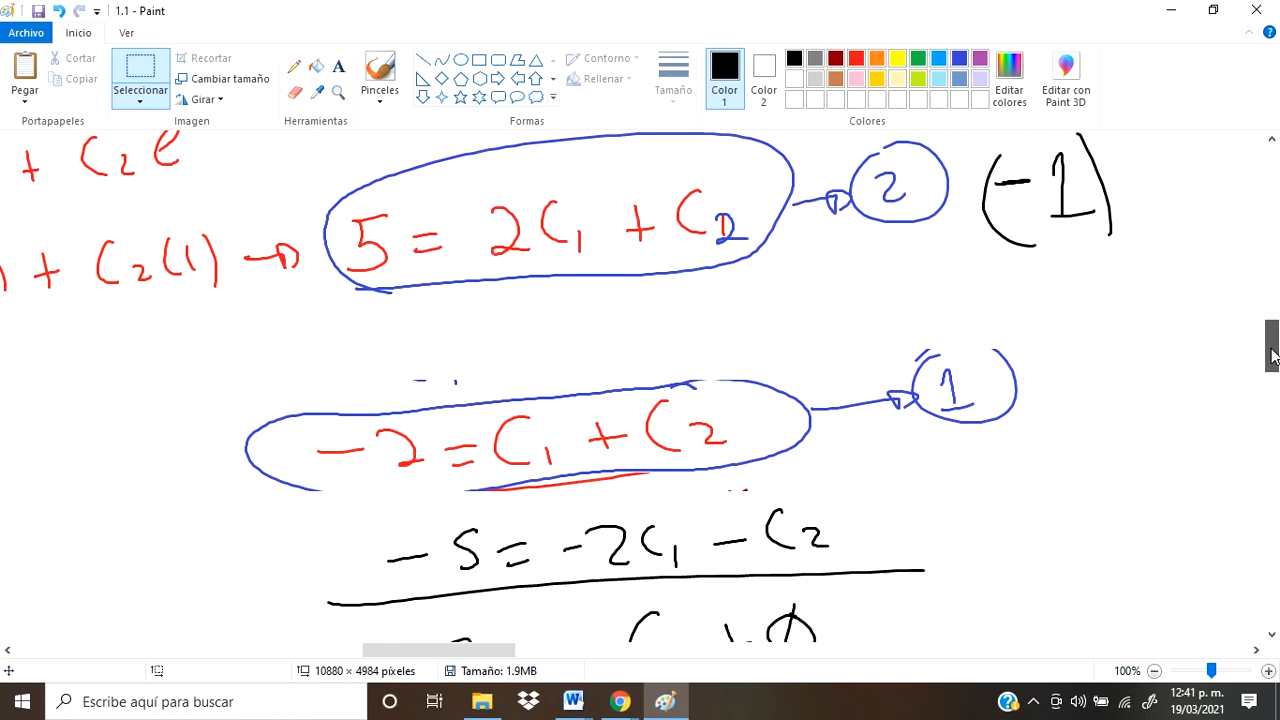 1.1 - Paint
Archivo Inicio Ver
Pegar
Cortar
Copiar
Portapapeles
Seleccionar
Recortar
Cambiar tamaño
Girar
Imagen
A
Herramientas
Pinceles
Contorno
Rellenar
Formas
Tamaño
Color 1
Color 2
Editar colores
Editar con Paint 3D
Colores
+ C2 e
5 = 2C1 + C2 → 2 (-1)
+ C2 (1) →
-2 = C1 + C2 → 1
-5 = -2C1 - C2
10880 × 4984 píxeles
Tamaño: 1.9MB
100%
Escribe aquí para buscar
12:41 p. m.
19/03/2021